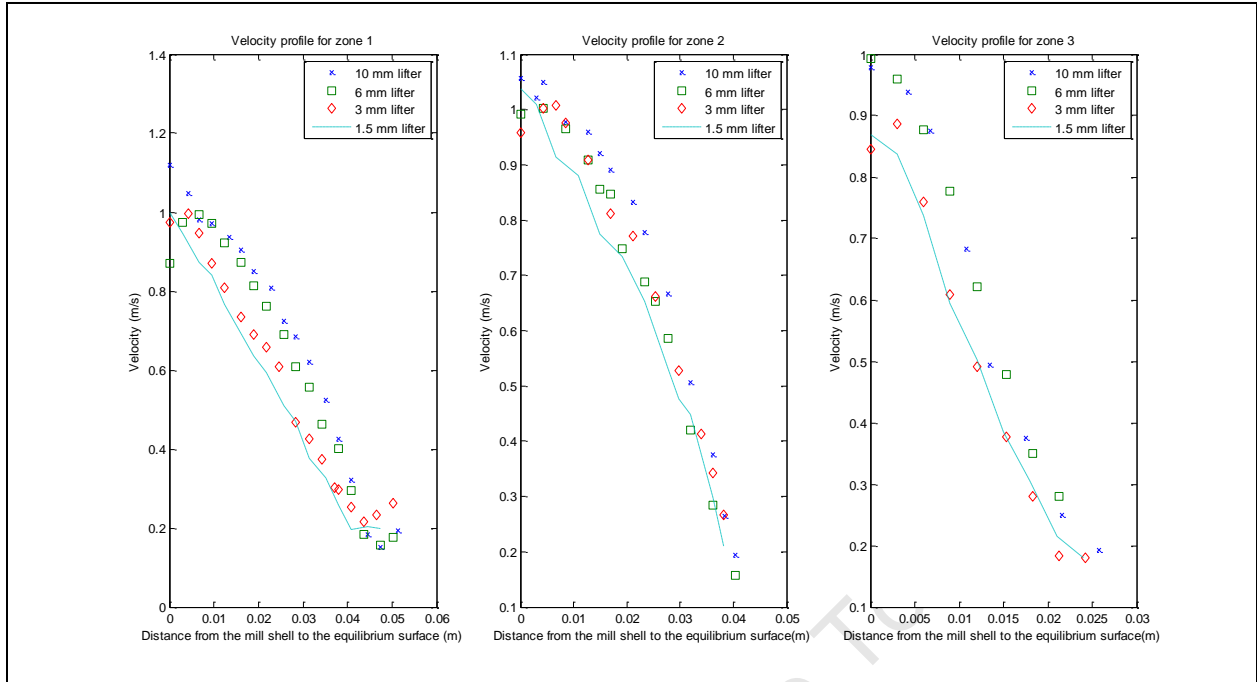 Velocity profile for zone 1
1.4
1.2
1
0.8
0.6
0.4
0.2
0
0
0.01
0.02
0.03
0.04
0.05
0.06
Velocity (m/s)
Distance from the mill shell to the equilibrium surface (m)
10 mm lifter
6 mm lifter
3 mm lifter
1.5 mm lifter
Velocity profile for zone 2
1.1
1
0.9
0.8
0.7
0.6
0.5
0.4
0.3
0.2
0.1
0
0.01
0.02
0.03
0.04
0.05
Velocity (m/s)
Distance from the mill shell to the equilibrium surface(m)
10 mm lifter
6 mm lifter
3 mm lifter
1.5 mm lifter
Velocity profile for zone 3
1
0.9
0.8
0.7
0.6
0.5
0.4
0.3
0.2
0.1
0
0.005
0.01
0.015
0.02
0.025
0.03
Velocity (m/s)
Distance from the mill shell to the equilibrium surface(m)
10 mm lifter
6 mm lifter
3 mm lifter
1.5 mm lifter